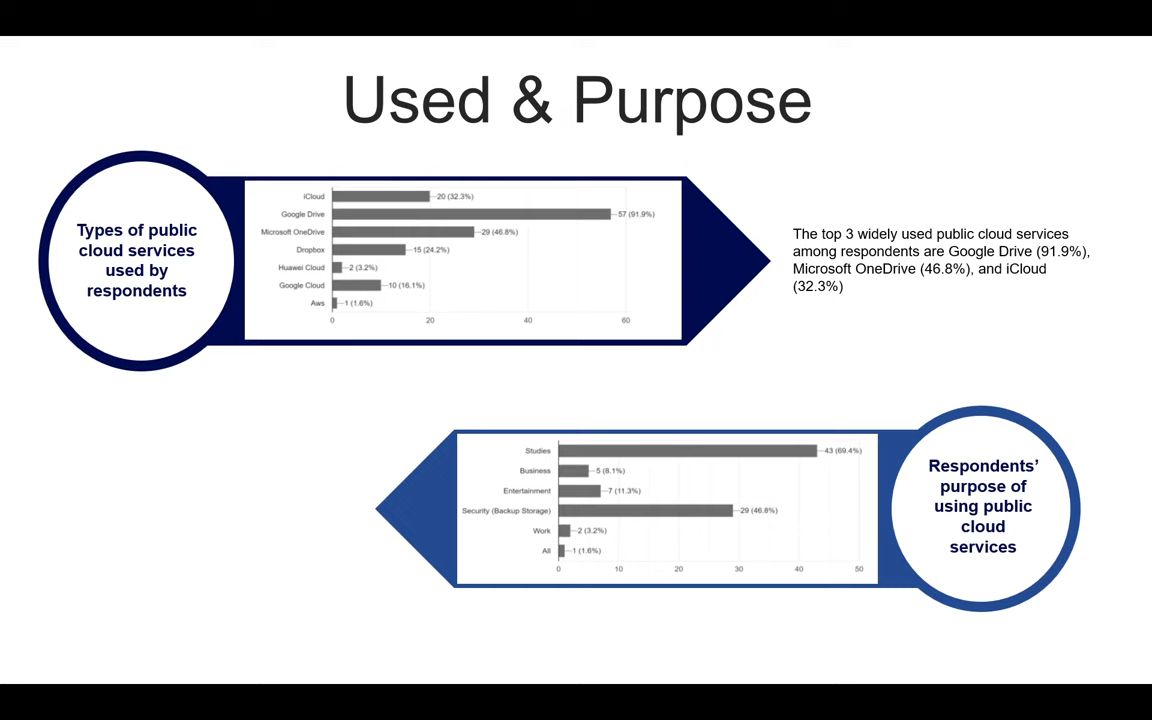 Used & Purpose
Types of public
cloud services
used by
respondents
iCloud
20 (32.3%)
Google Drive
57 (91.9%)
Microsoft OneDrive
29 (46.8%)
Dropbox
15 (24.2%)
Huawei Cloud
2 (3.2%)
Google Cloud
10 (16.1%)
Aws
1 (1.6%)
0 20 40 60
The top 3 widely used public cloud services
among respondents are Google Drive (91.9%),
Microsoft OneDrive (46.8%), and iCloud
(32.3%)
Studies
43 (69.4%)
Business
5 (8.1%)
Entertainment
7 (11.3%)
Security (Backup Storage)
29 (46.8%)
Work
2 (3.2%)
All
1 (1.6%)
0 10 20 30 40 50
Respondents’
purpose of
using public
cloud
services